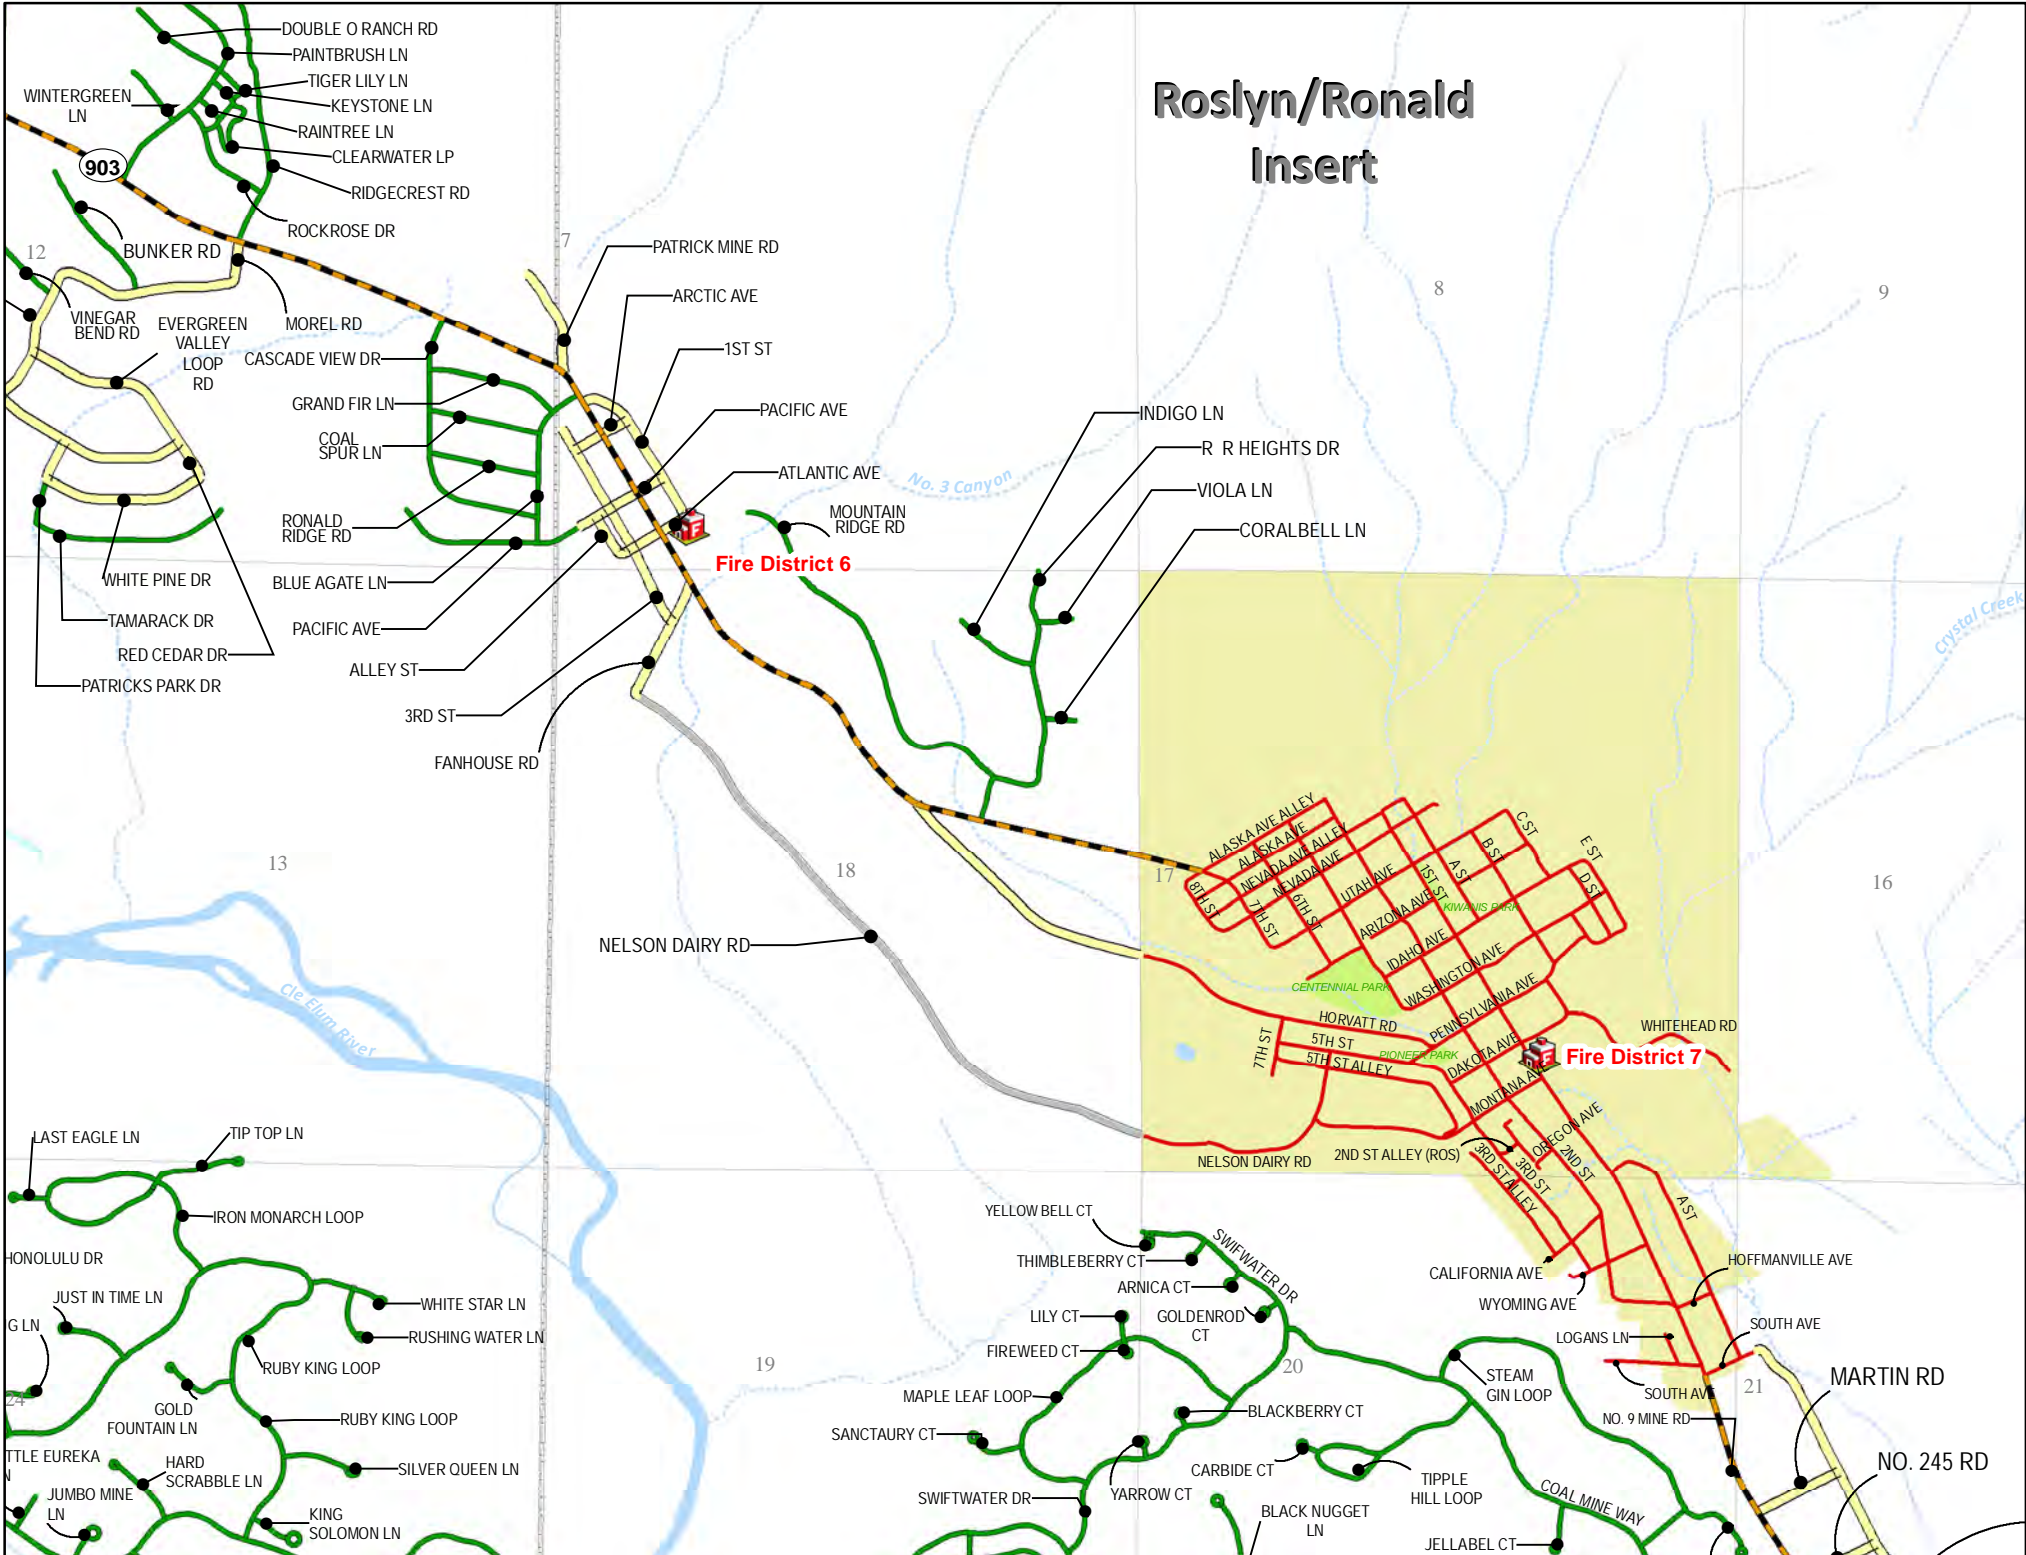 Roslyn/Ronald
Insert
DOUBLE O RANCH RD
PAINTBRUSH LN
TIGER LILY LN
KEYSTONE LN
RAINTREE LN
CLEARWATER LP
RIDGECREST RD
ROCKROSE DR
WINTERGREEN
LN
903
12
BUNKER RD
VINEGAR
BEND RD
EVERGREEN
VALLEY
LOOP
RD
MOREL RD
CASCADE VIEW DR
GRAND FIR LN
COAL
SPUR LN
RONALD
RIDGE RD
BLUE AGATE LN
PACIFIC AVE
ALLEY ST
3RD ST
FANHOUSE RD
WHITE PINE DR
TAMARACK DR
RED CEDAR DR
PATRICKS PARK DR
7
PATRICK MINE RD
ARCTIC AVE
1ST ST
PACIFIC AVE
ATLANTIC AVE
MOUNTAIN
RIDGE RD
Fire District 6
No. 3 Canyon
INDIGO LN
R R HEIGHTS DR
VIOLA LN
CORALBELL LN
8
9
Crystal Creek
13
18
17
16
NELSON DAIRY RD
Cle Elum River
ALASKA AVE ALLEY
ALASKA AVE
NEVADA AVE ALLEY
NEVADA AVE
8TH ST
7TH ST
6TH ST
UTAH AVE
ARIZONA AVE
1ST ST
A ST
B ST
C ST
E ST
D ST
KIWANIS PARK
IDAHO AVE
WASHINGTON AVE
CENTENNIAL PARK
PENNSYLVANIA AVE
HORVATT RD
7TH ST
5TH ST
5TH ST ALLEY
PIONEER PARK
DAKOTA AVE
MONTANA AVE
WHITEHEAD RD
Fire District 7
OREGON AVE
2ND ST
2ND ST ALLEY (ROS)
NELSON DAIRY RD
3RD ST
3RD ST ALLEY
A ST
CALIFORNIA AVE
WYOMING AVE
HOFFMANVILLE AVE
LOGANS LN
SOUTH AVE
SOUTH AVE
NO. 9 MINE RD
21
MARTIN RD
NO. 245 RD
LAST EAGLE LN
TIP TOP LN
IRON MONARCH LOOP
HONOLULU DR
JUST IN TIME LN
G LN
WHITE STAR LN
RUSHING WATER LN
RUBY KING LOOP
24
GOLD
FOUNTAIN LN
RUBY KING LOOP
TTLE EUREKA
N
HARD
SCRABBLE LN
SILVER QUEEN LN
JUMBO MINE
LN
KING
SOLOMON LN
19
20
YELLOW BELL CT
THIMBLEBERRY CT
SWIFWATER DR
ARNICA CT
LILY CT
GOLDENROD
CT
FIREWEED CT
MAPLE LEAF LOOP
SANCTAURY CT
BLACKBERRY CT
YARROW CT
SWIFTWATER DR
STEAM
GIN LOOP
CARBIDE CT
TIPPLE
HILL LOOP
BLACK NUGGET
LN
COAL MINE WAY
JELLABEL CT